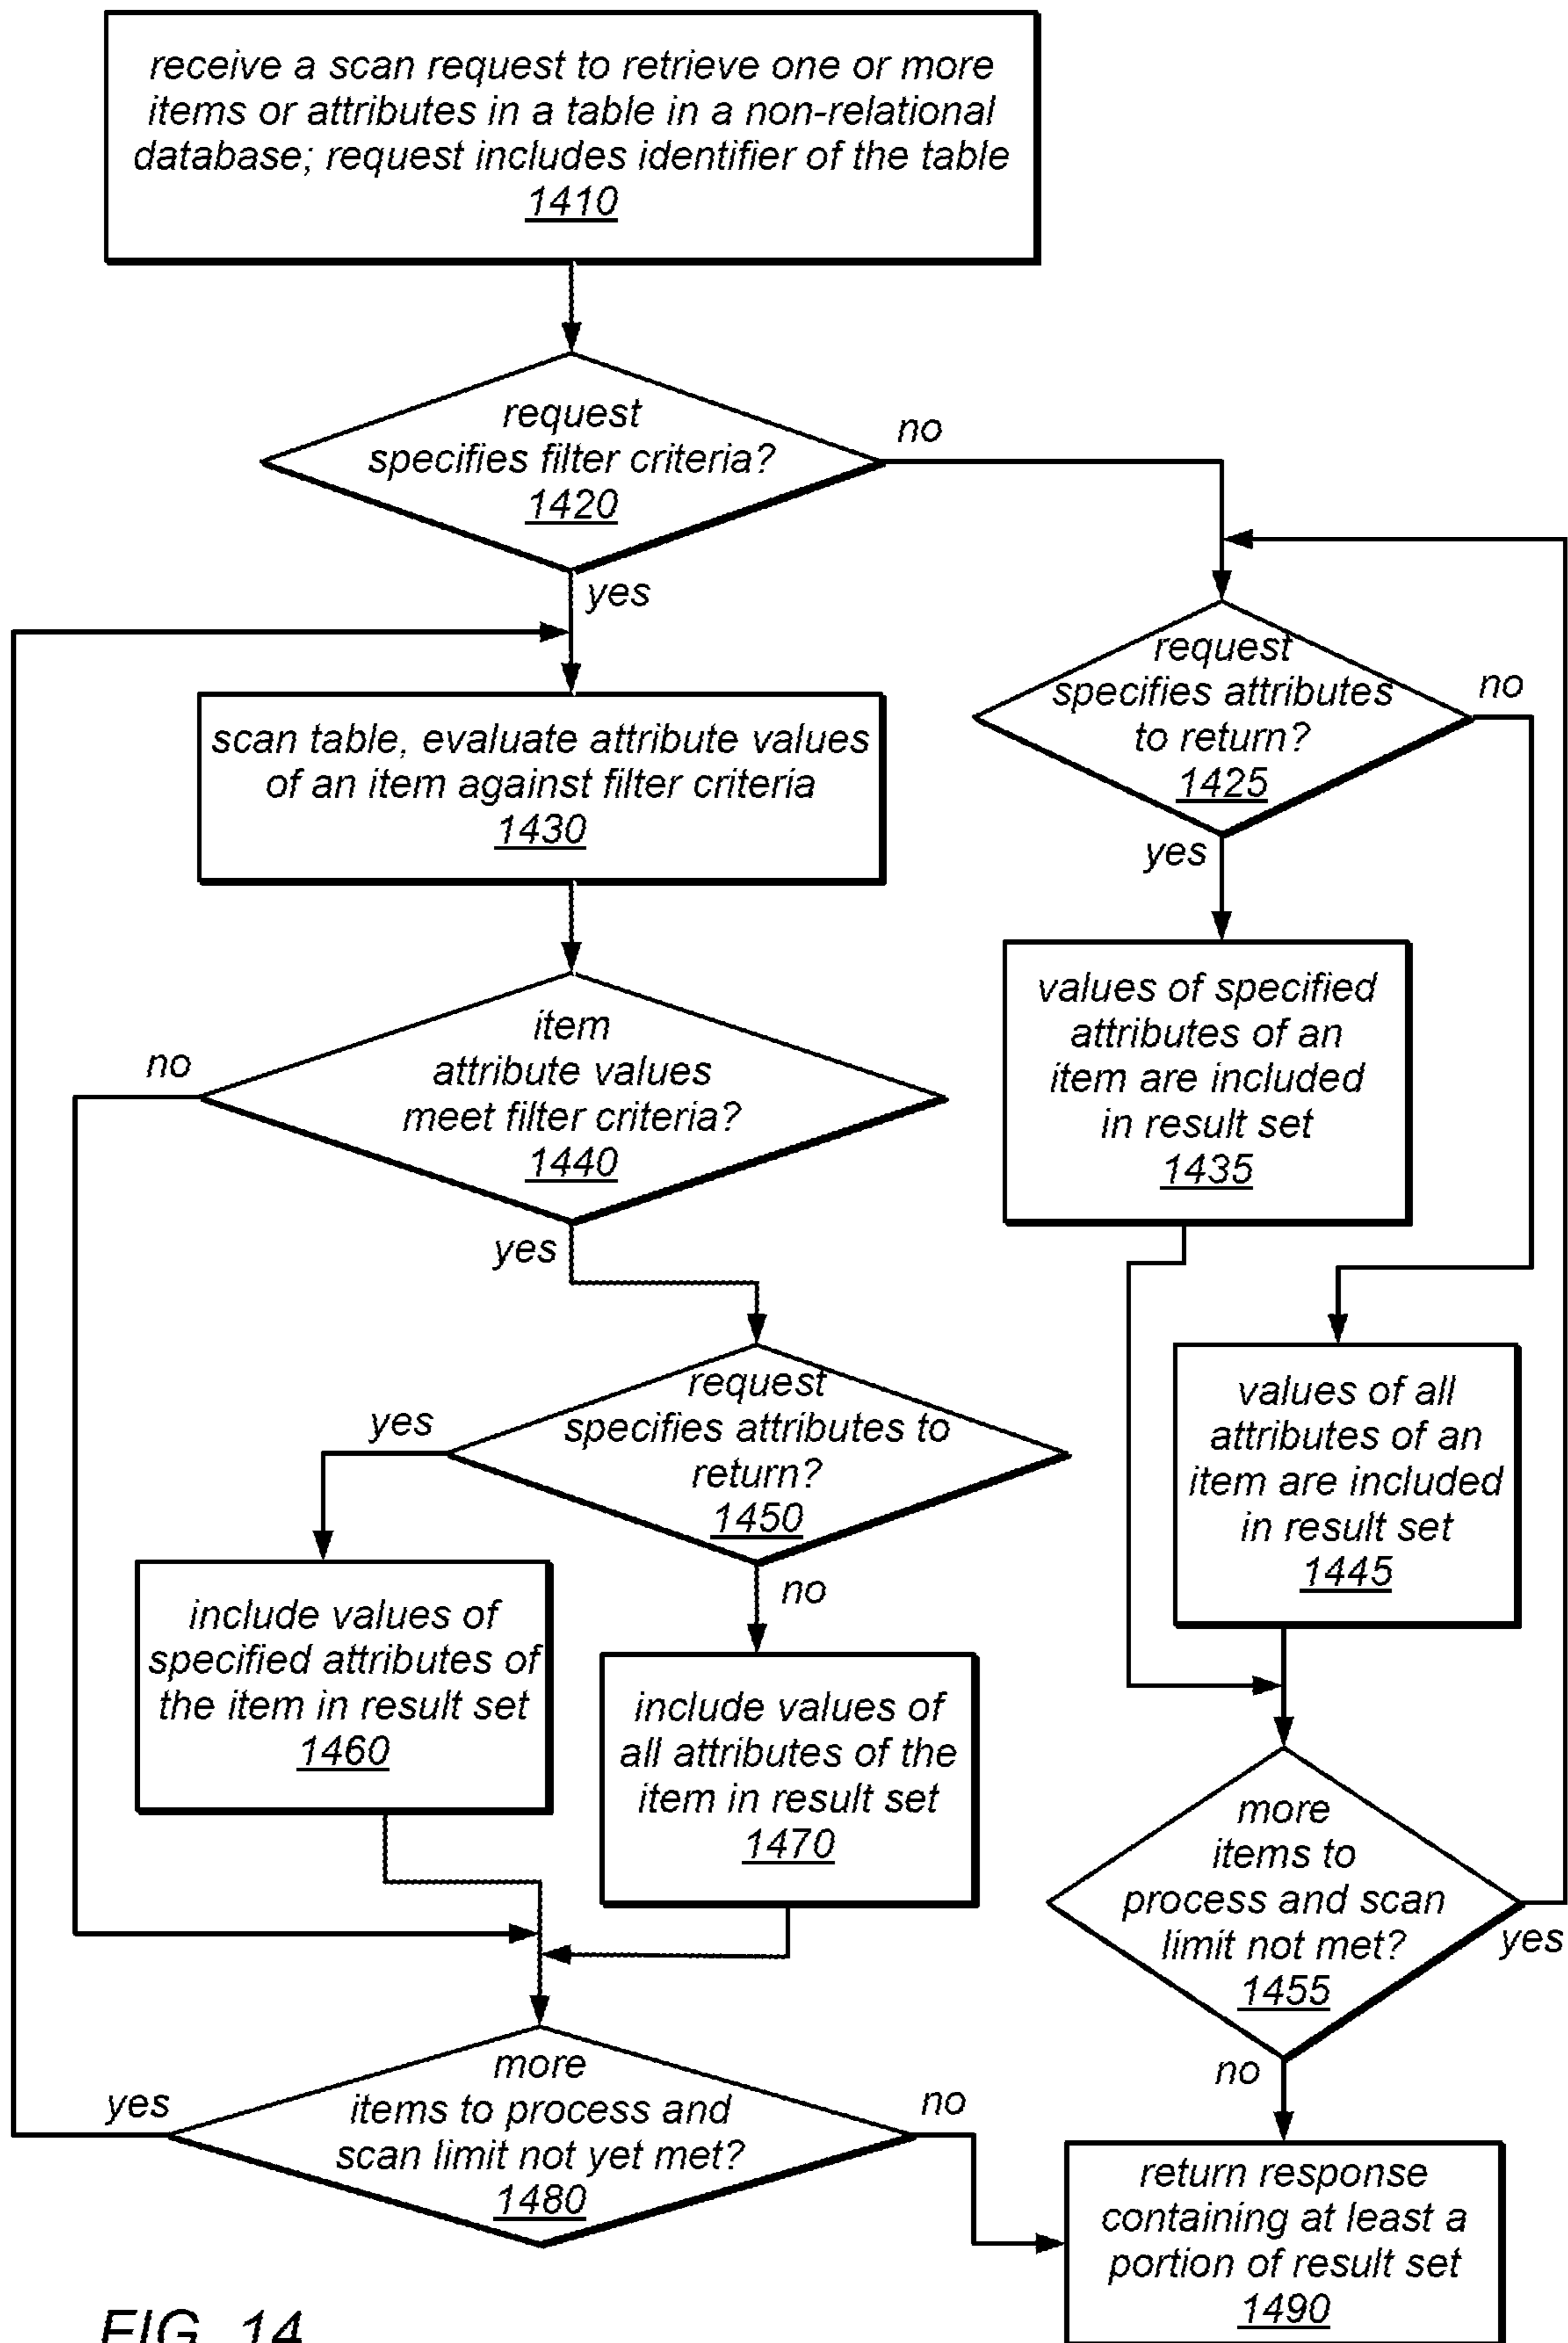 receive a scan request to retrieve one or more
items or attributes in a table in a non-relational
database; request includes identifier of the table
1410
request
specifies filter criteria?
1420
no
yes
scan table, evaluate attribute values
of an item against filter criteria
1430
request
specifies attributes
to return?
1425
no
yes
item
attribute values
meet filter criteria?
1440
no
yes
values of specified
attributes of an
item are included
in result set
1435
request
specifies attributes to
return?
1450
yes
no
values of all
attributes of an
item are included
in result set
1445
include values of
specified attributes of
the item in result set
1460
include values of
all attributes of the
item in result set
1470
more
items to
process and scan
limit not met?
1455
yes
no
more
items to process and
scan limit not yet met?
1480
yes
no
return response
containing at least a
portion of result set
1490
FIG. 14